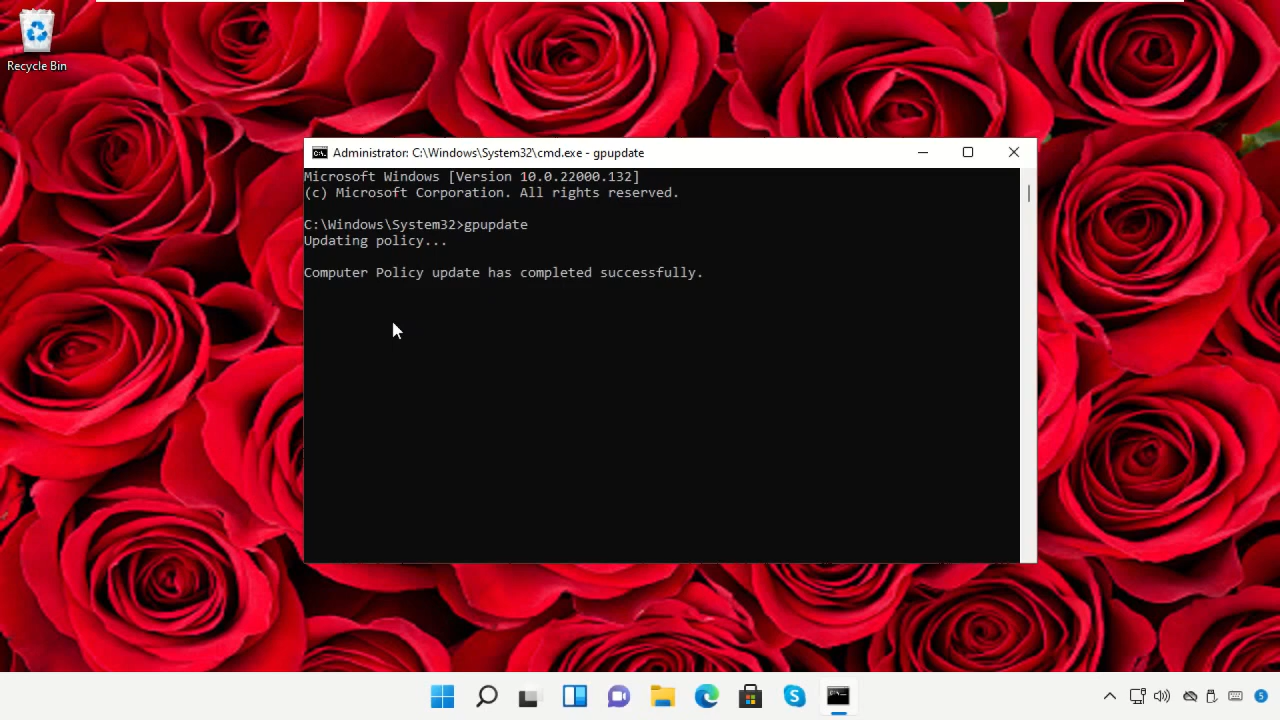 Recycle Bin
Administrator: C:\Windows\System32\cmd.exe - gpupdate
Microsoft Windows [Version 10.0.22000.132]
(c) Microsoft Corporation. All rights reserved.
C:\Windows\System32>gpupdate
Updating policy...
Computer Policy update has completed successfully.
5